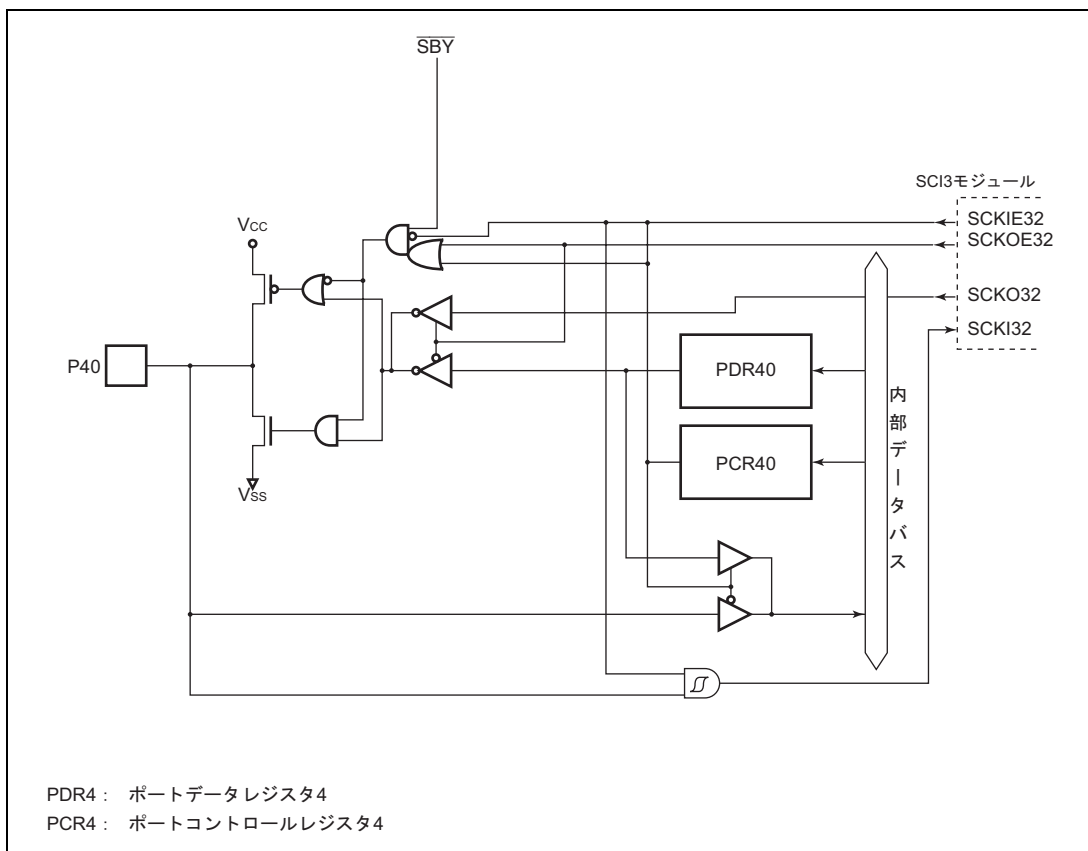 SBY
SCI3モジュール
SCKIE32
SCKOE32
SCKO32
SCKI32
VCC
P40
VSS
PDR40
PCR40
内部データバス
PDR4： ポートデータレジスタ4
PCR4： ポートコントロールレジスタ4